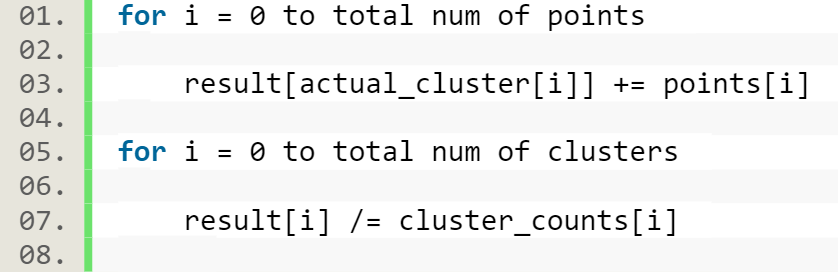 01. for i = 0 to total num of points
02.
03. result[actual_cluster[i]] += points[i]
04.
05. for i = 0 to total num of clusters
06.
07. result[i] /= cluster_counts[i]
08.